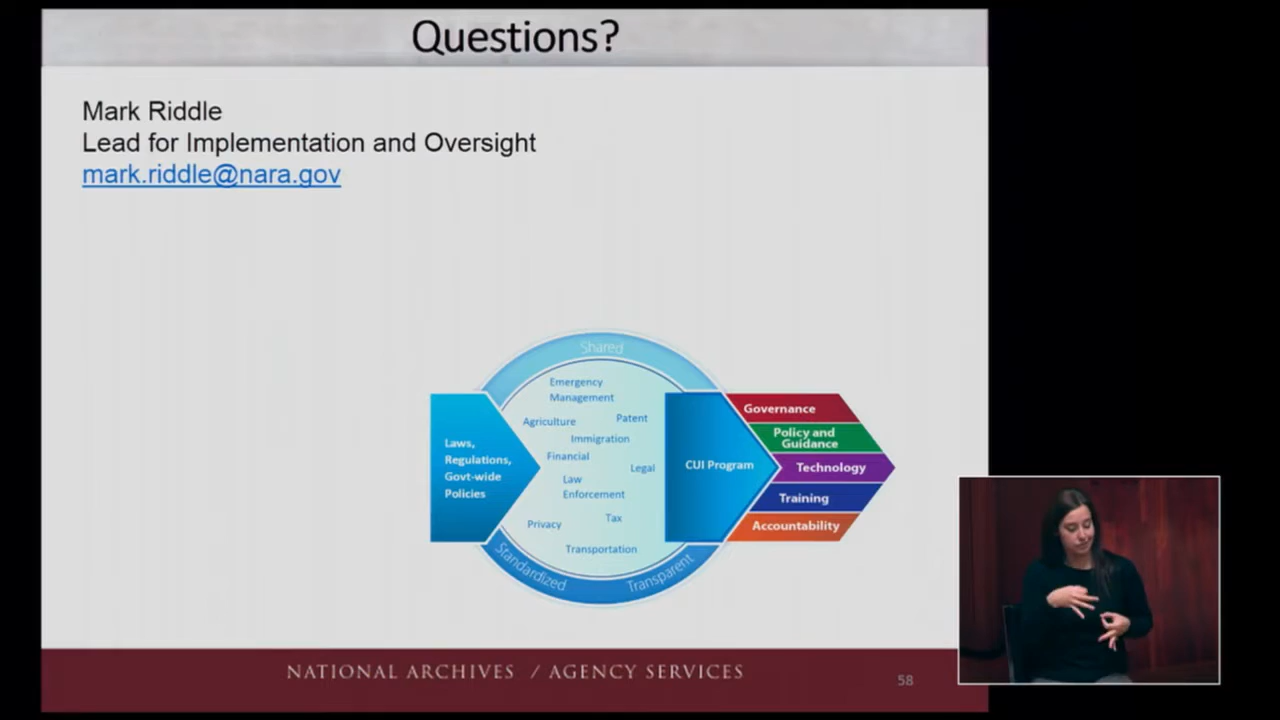 Questions?
Mark Riddle
Lead for Implementation and Oversight
mark.riddle@nara.gov
Shared
Emergency
Management
Agriculture
Patent
Immigration
Financial
Legal
Law
Enforcement
Privacy
Tax
Transportation
Standardized
Transparent
Laws,
Regulations,
Govt-wide
Policies
CUI Program
Governance
Policy and
Guidance
Technology
Training
Accountability
NATIONAL ARCHIVES / AGENCY SERVICES
58